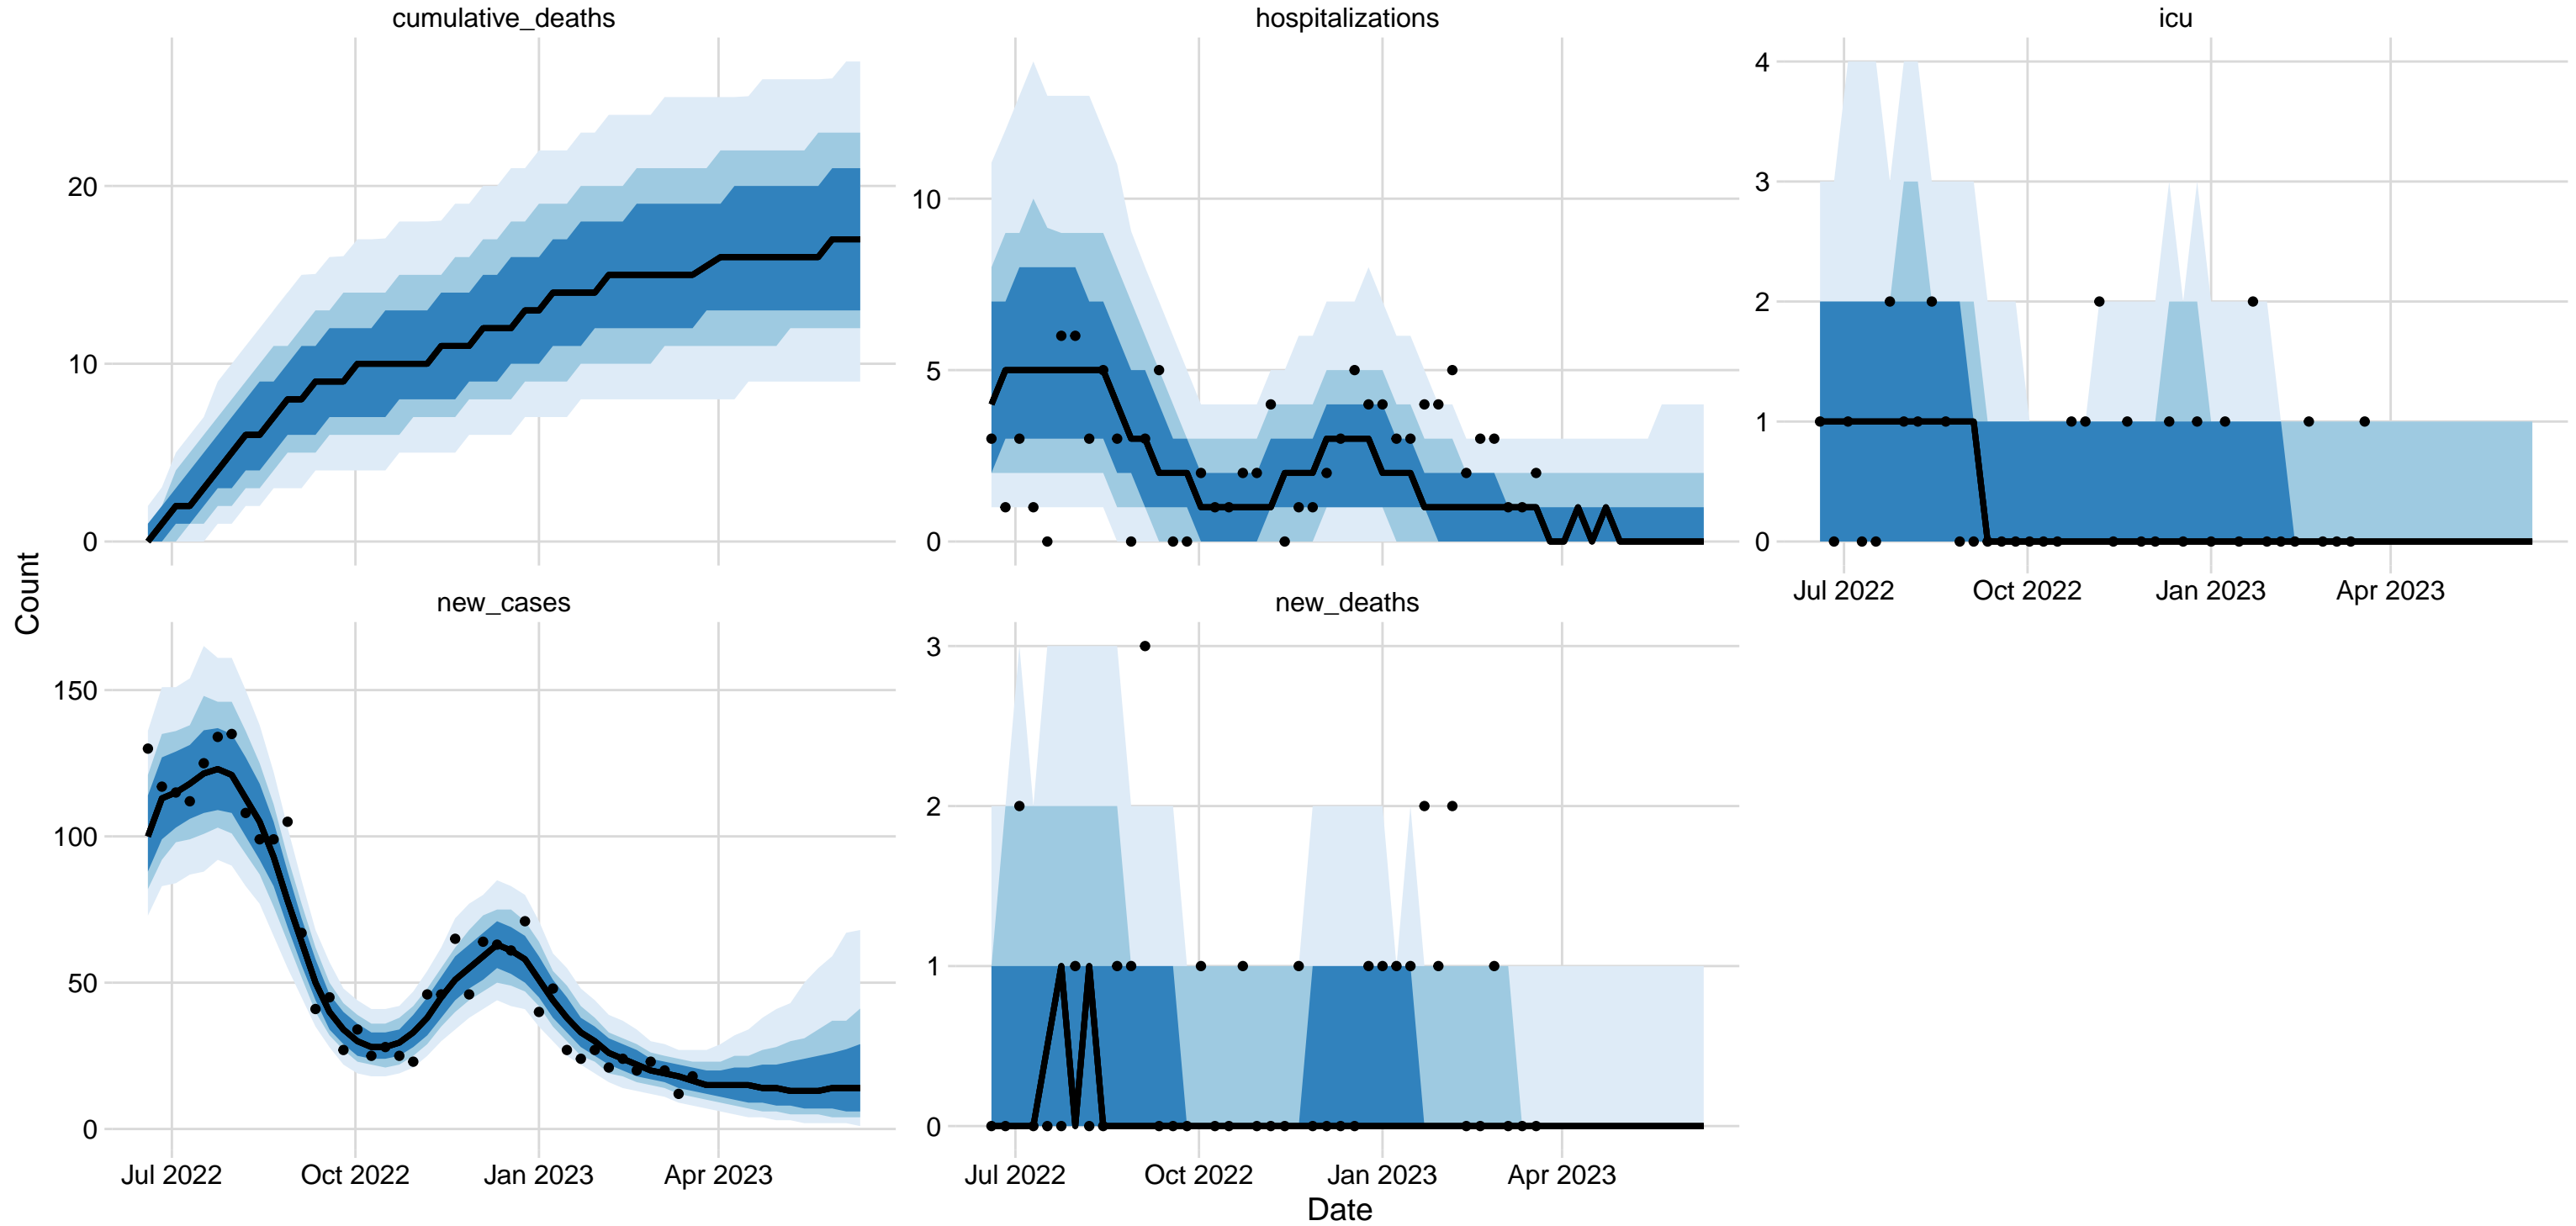 cumulative_deaths
hospitalizations
icu
20
10
0
10
5
0
4
3
2
1
0
Jul 2022
Oct 2022
Jan 2023
Apr 2023
Count
new_cases
new_deaths
150
100
50
0
3
2
1
0
Jul 2022
Oct 2022
Jan 2023
Apr 2023
Jul 2022
Oct 2022
Jan 2023
Apr 2023
Date